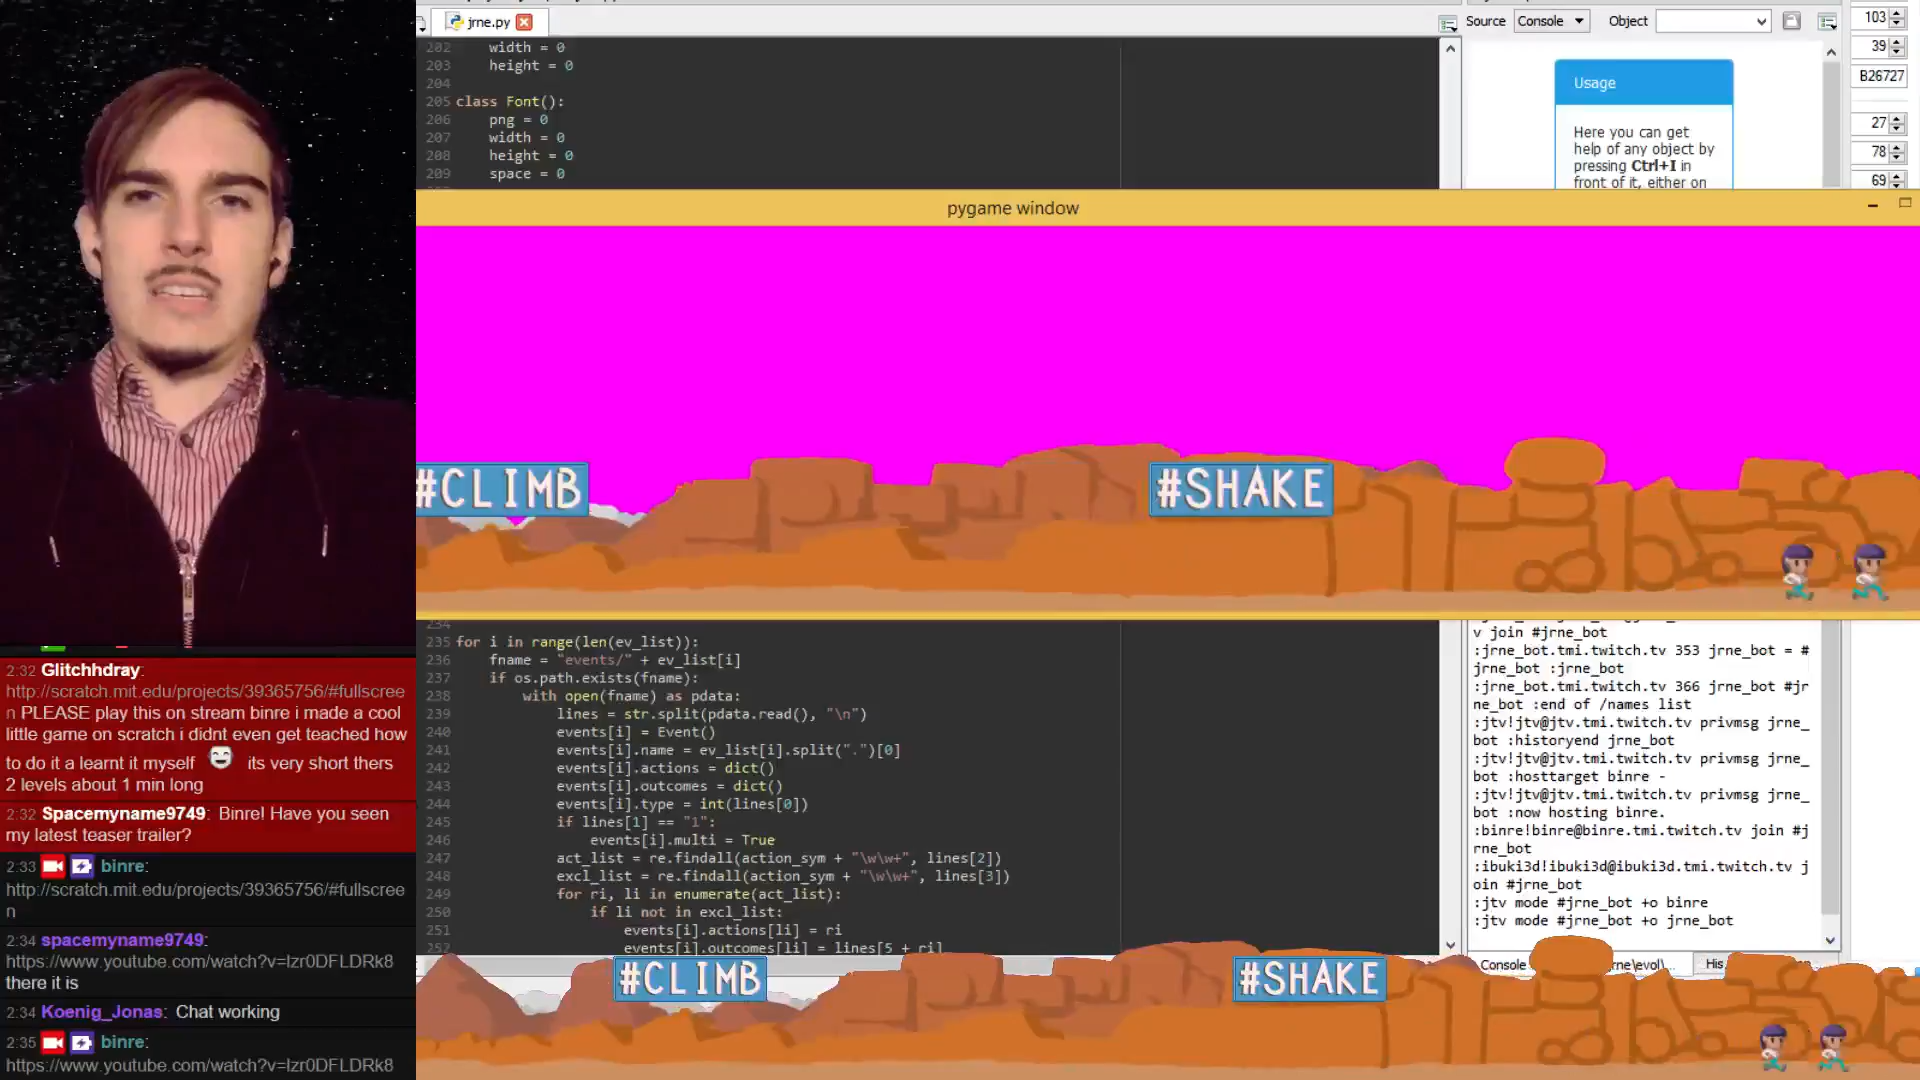 jrne.py
Source Console Object
103
39
B26727
27
78
69
202 width = 0
203 height = 0
204
205 class Font():
206 png = 0
207 width = 0
208 height = 0
209 space = 0
Usage
Here you can get
help of any object by
pressing Ctrl+I in
front of it, either on
pygame window
#CLIMB
#SHAKE
234
235 for i in range(len(ev_list)):
236 fname = "events/" + ev_list[i]
237 if os.path.exists(fname):
238 with open(fname) as pdata:
239 lines = str.split(pdata.read(), "\n")
240 events[i] = Event()
241 events[i].name = ev_list[i].split(".")[0]
242 events[i].actions = dict()
243 events[i].outcomes = dict()
244 events[i].type = int(lines[0])
245 if lines[1] == "1":
246 events[i].multi = True
247 act_list = re.findall(action_sym + "\w\w+", lines[2])
248 excl_list = re.findall(action_sym + "\w\w+", lines[3])
249 for ri, li in enumerate(act_list):
250 if li not in excl_list:
251 events[i].actions[li] = ri
252 events[i].outcomes[li] = lines[5 + ri]
v join #jrne_bot
:jrne_bot.tmi.twitch.tv 353 jrne_bot = #
jrne_bot :jrne_bot
:jrne_bot.tmi.twitch.tv 366 jrne_bot #jr
ne_bot :end of /names list
:jtv!jtv@jtv.tmi.twitch.tv privmsg jrne_
bot :historyend jrne_bot
:jtv!jtv@jtv.tmi.twitch.tv privmsg jrne_
bot :hosttarget binre -
:jtv!jtv@jtv.tmi.twitch.tv privmsg jrne_
bot :now hosting binre.
:binre!binre@binre.tmi.twitch.tv join #j
rne_bot
:ibuki3d!ibuki3d@ibuki3d.tmi.twitch.tv j
oin #jrne_bot
:jtv mode #jrne_bot +o binre
:jtv mode #jrne_bot +o jrne_bot
Console
rne\evol\...
His
#CLIMB
#SHAKE
2:32 Glitchhdray:
http://scratch.mit.edu/projects/39365756/#fullscree
n PLEASE play this on stream binre i made a cool
little game on scratch i didnt even get teached how
to do it a learnt it myself its very short thers
2 levels about 1 min long
2:32 Spacemyname9749: Binre! Have you seen
my latest teaser trailer?
2:33 binre:
http://scratch.mit.edu/projects/39365756/#fullscree
n
2:34 spacemyname9749:
https://www.youtube.com/watch?v=lzr0DFLDRk8
there it is
2:34 Koenig_Jonas: Chat working
2:35 binre:
https://www.youtube.com/watch?v=lzr0DFLDRk8